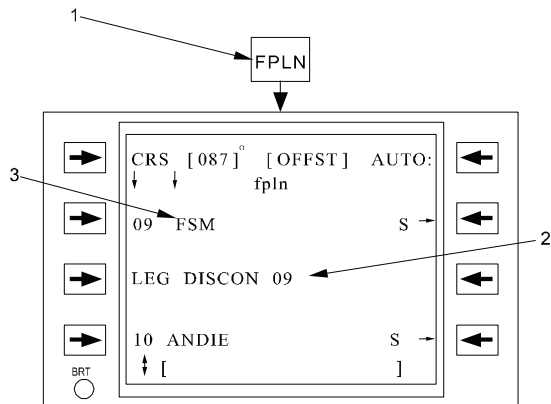 1
FPLN
CRS [087]° [OFFST] AUTO:
↓ ↓ fpln
3
09 FSM S →
2
LEG DISCON 09
10 ANDIE S →
BRT
↕ [ ]